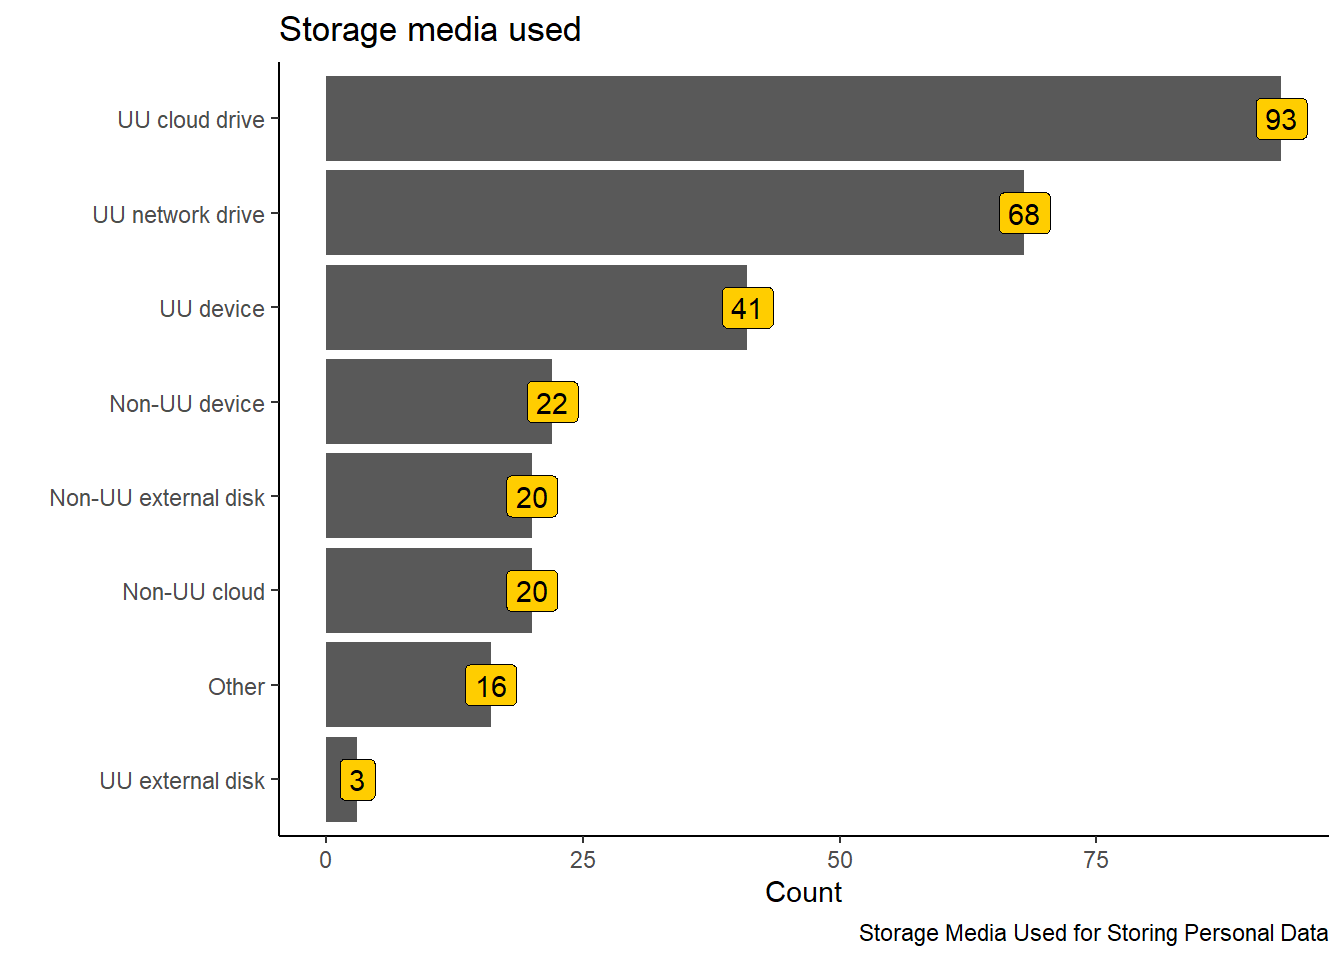 Storage media used
UU cloud drive
93
UU network drive
68
UU device
41
Non-UU device
22
Non-UU external disk
20
Non-UU cloud
20
Other
16
UU external disk
3
0 25 50 75
Count
Storage Media Used for Storing Personal Data